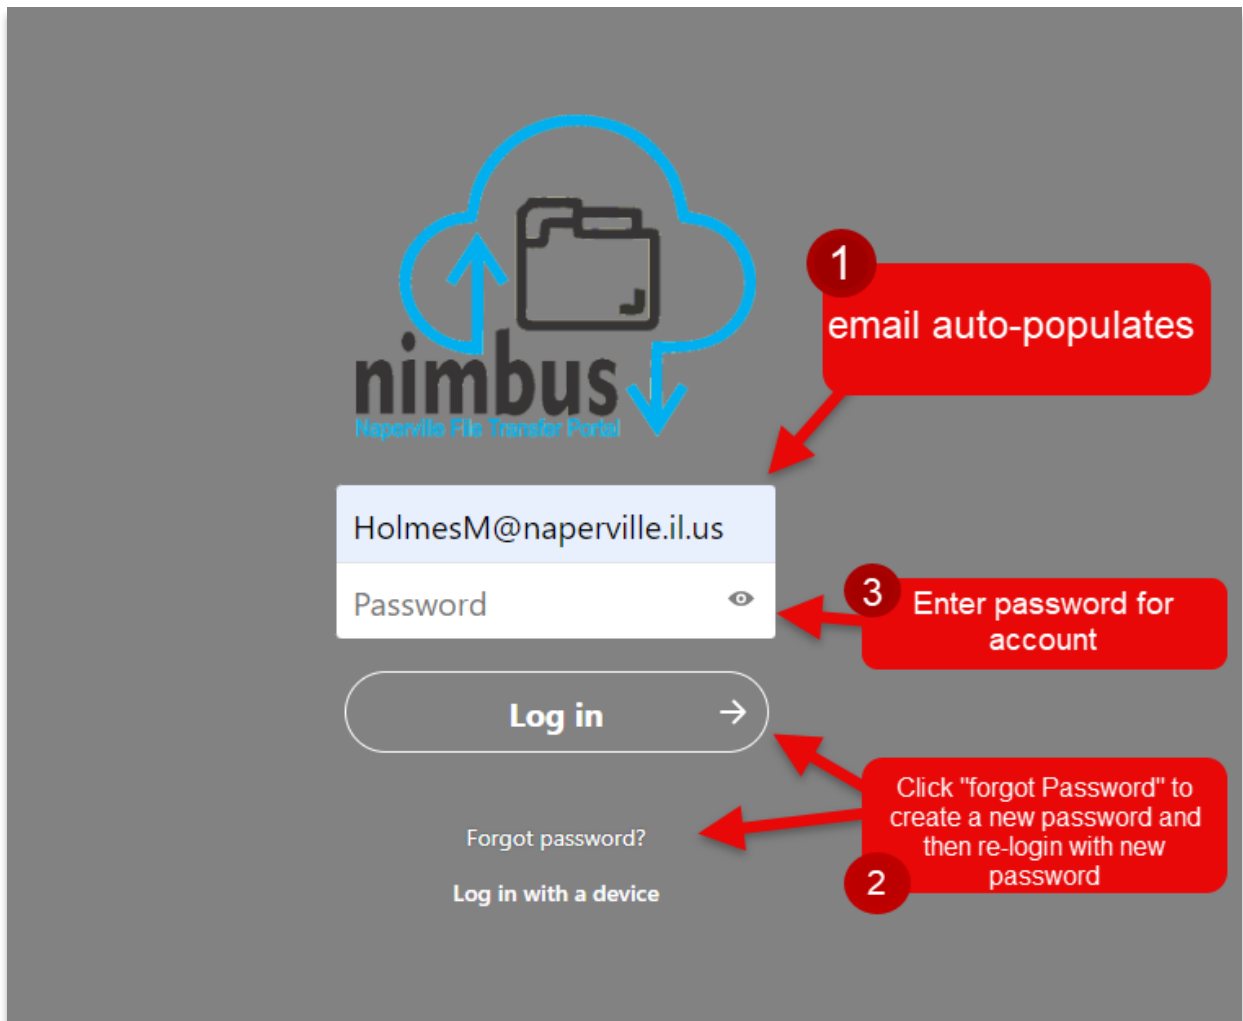 nimbus
Naperville File Transfer Portal
1
email auto-populates
HolmesM@naperville.il.us
Password
3
Enter password for
account
Log in
Click "forgot Password" to
create a new password and
then re-login with new
password
2
Forgot password?
Log in with a device